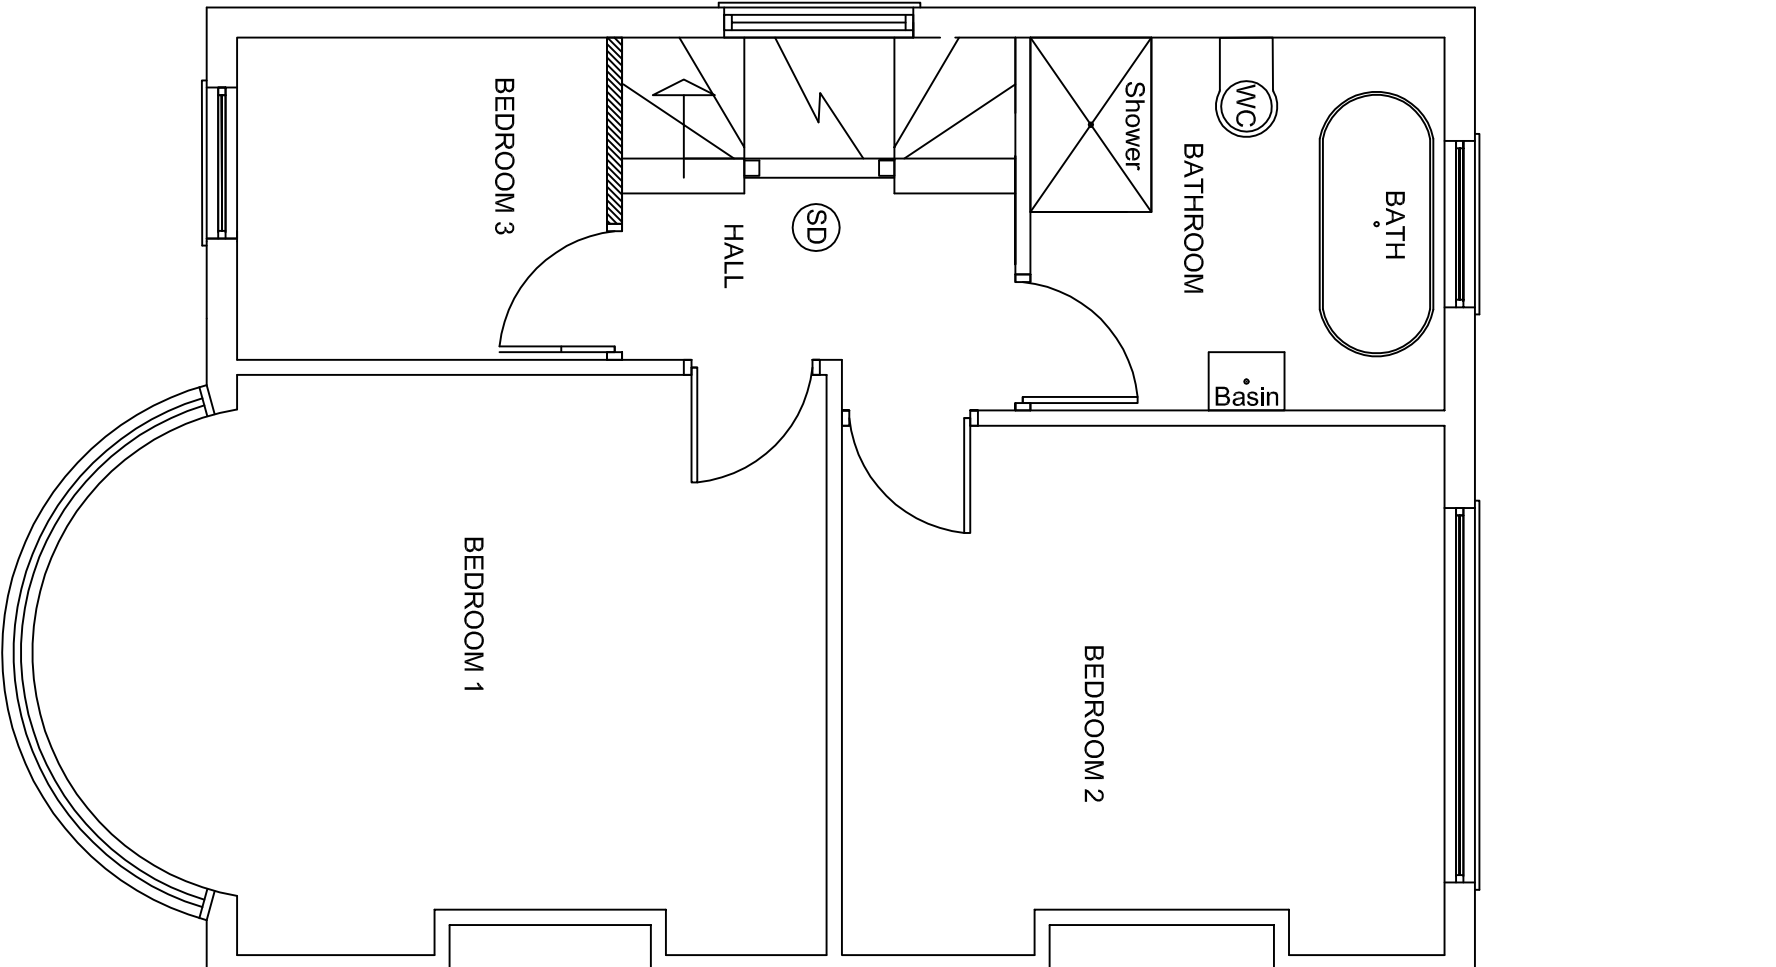 BEDROOM 3
HALL
SD
Shower
WC
BATHROOM
BATH
Basin
BEDROOM 1
BEDROOM 2